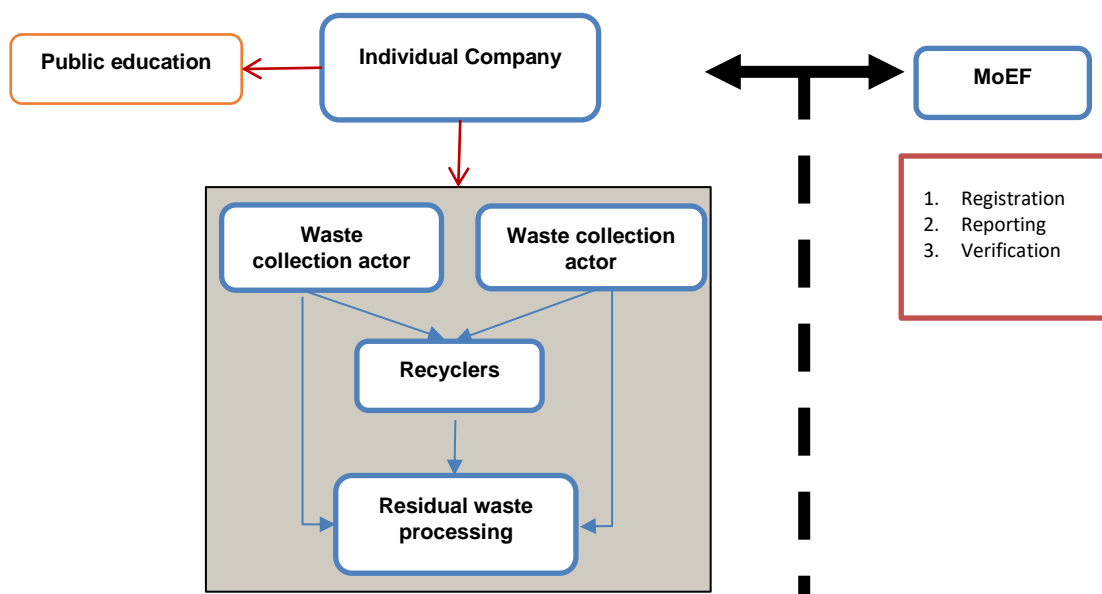 Public education
Individual Company
MoEF
1. Registration
2. Reporting
3. Verification
Waste
collection actor
Waste collection
actor
Recyclers
Residual waste
processing